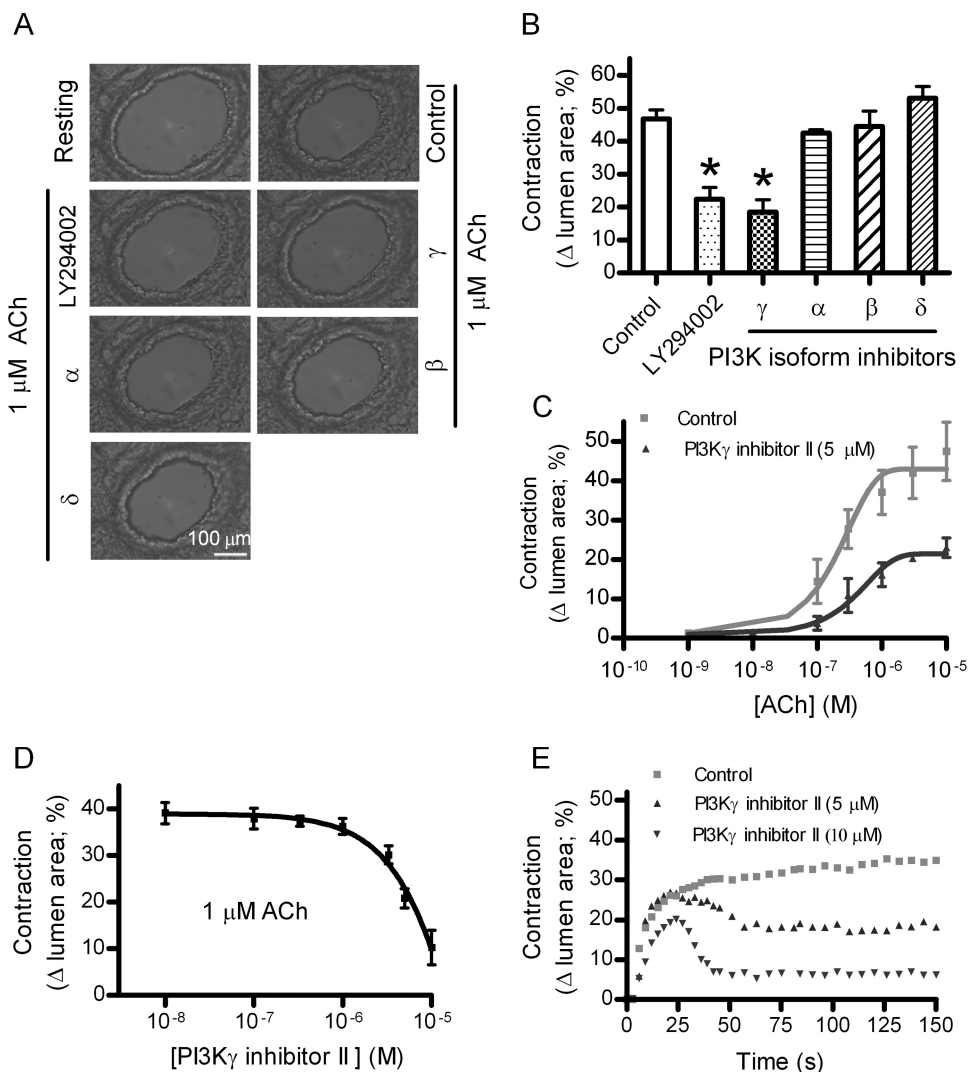 A
Resting
Control
LY294002
γ
α
β
δ
1 μM ACh
1 μM ACh
100 μm
B
Contraction
(Δ lumen area; %)
60
50
40
30
20
10
0
* *
Control
LY294002
γ α β δ
PI3K isoform inhibitors
C
Control
PI3Kγ inhibitor II (5 μM)
Contraction
(Δ lumen area; %)
50
40
30
20
10
0
10⁻¹⁰ 10⁻⁹ 10⁻⁸ 10⁻⁷ 10⁻⁶ 10⁻⁵
[ACh] (M)
D
Contraction
(Δ lumen area; %)
40
30
20
10
0
1 μM ACh
10⁻⁸ 10⁻⁷ 10⁻⁶ 10⁻⁵
[PI3Kγ inhibitor II] (M)
E
Control
PI3Kγ inhibitor II (5 μM)
PI3Kγ inhibitor II (10 μM)
Contraction
(Δ lumen area; %)
50
40
30
20
10
0
0 25 50 75 100 125 150
Time (s)